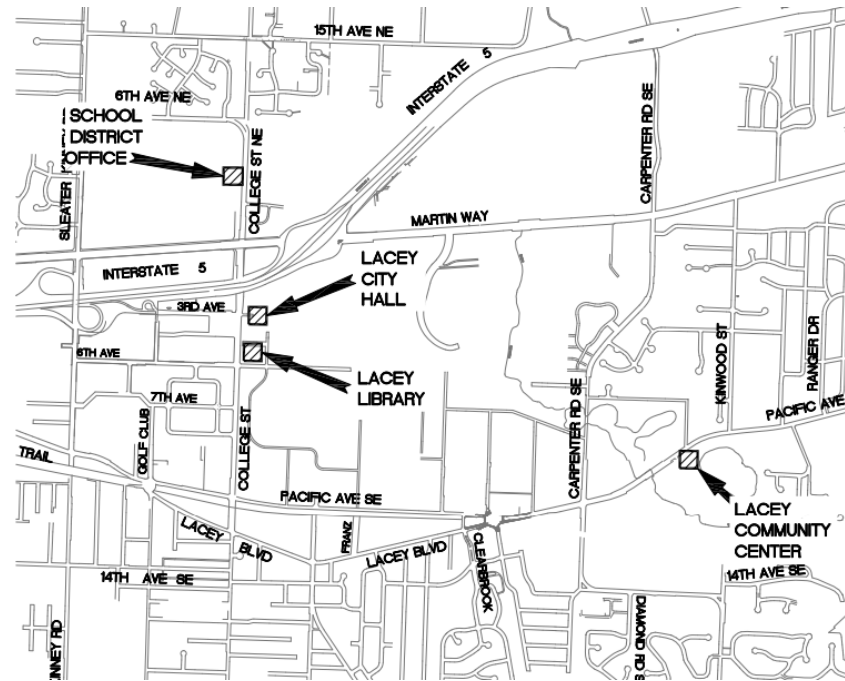 15TH AVE NE
INTERSTATE 5
6TH AVE NE
SCHOOL
DISTRICT
OFFICE
SLEATER
COLLEGE ST NE
CARPENTER RD SE
MARTIN WAY
INTERSTATE 5
LACEY
CITY
HALL
3RD AVE
6TH AVE
LACEY
LIBRARY
7TH AVE
KINWOOD ST
RANGER DR
PACIFIC AVE
GOLF CLUB
COLLEGE ST
CARPENTER RD SE
TRAIL
PACIFIC AVE SE
LACEY BLVD
FRANZ
LACEY BLVD
CLEARBROOK
LACEY
COMMUNITY
CENTER
14TH AVE SE
14TH AVE SE
DIAMOND RD S
KINNEY RD